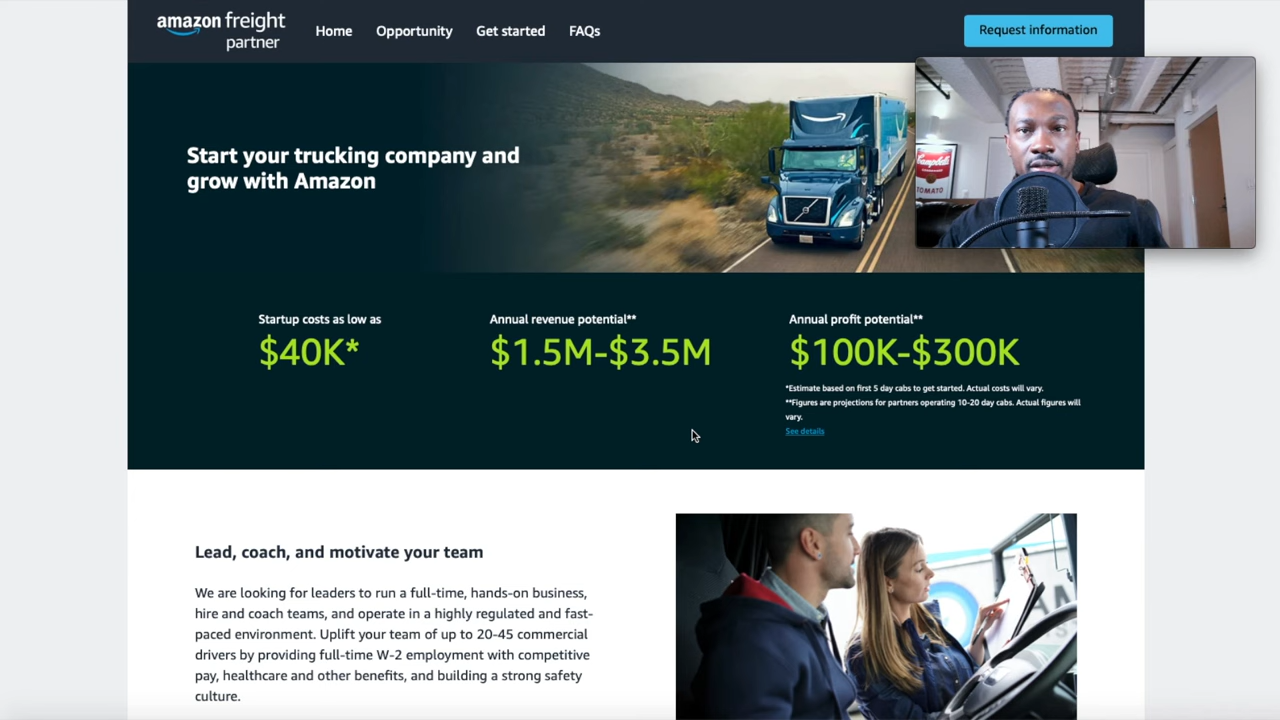 amazon freight
partner
Home
Opportunity
Get started
FAQs
Request information
Start your trucking company and
grow with Amazon
Campbell's
TOMATO
Startup costs as low as
$40K*
Annual revenue potential**
$1.5M-$3.5M
Annual profit potential**
$100K-$300K
*Estimate based on first 5 day cabs to get started. Actual costs will vary.
**Figures are projections for partners operating 10-20 day cabs. Actual figures will
vary.
See details
Lead, coach, and motivate your team
We are looking for leaders to run a full-time, hands-on business,
hire and coach teams, and operate in a highly regulated and fast-
paced environment. Uplift your team of up to 20-45 commercial
drivers by providing full-time W-2 employment with competitive
pay, healthcare and other benefits, and building a strong safety
culture.